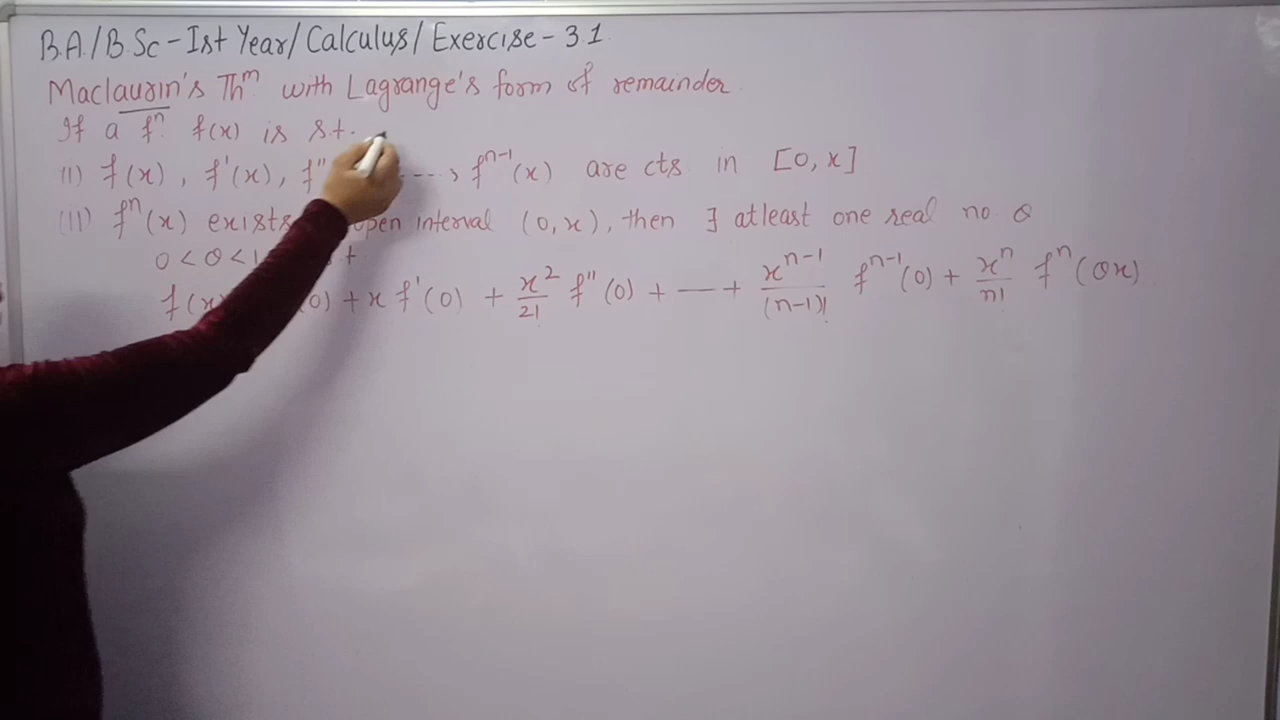 B.A/B.Sc-Ist Year/Calculus/Exercise-3.1
Maclaurin's Thᵐ with Lagrange's form of remainder
If a fⁿ. f(x) is s.t.
(i) f(x), f'(x), f'' ...., fⁿ⁻¹(x) are cts in [0,x]
(ii) fⁿ(x) exists open interval (0,x), then ∃ atleast one real no θ
0<θ<1
f(x) (0) + x f'(0) + x²/2! f''(0) + — + xⁿ⁻¹/(n-1)! fⁿ⁻¹(0) + xⁿ/n! fⁿ(θx)